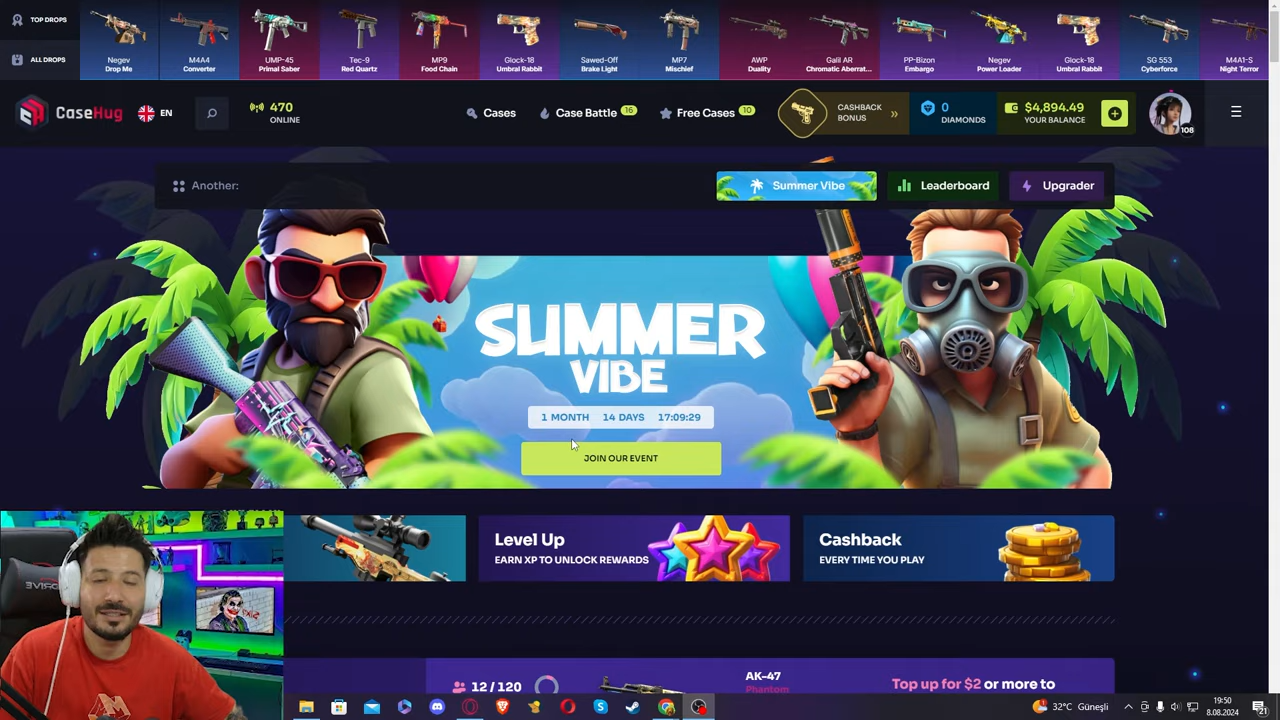 TOP DROPS
ALL DROPS
Negev
Drop Me
M4A4
Converter
UMP-45
Primal Saber
Tec-9
Red Quartz
MP9
Food Chain
Glock-18
Umbral Rabbit
Sawed-Off
Brake Light
MP7
Mischief
AWP
Duality
Galil AR
Chromatic Aberrat...
PP-Bizon
Embargo
Negev
Power Loader
Glock-18
Umbral Rabbit
SG 553
Cyberforce
M4A1-S
Night Terror
CaseHug
EN
470
ONLINE
Cases
Case Battle 16
Free Cases 10
CASHBACK
BONUS »
0
DIAMONDS
$4,894.49
YOUR BALANCE
108
Another:
Summer Vibe
Leaderboard
Upgrader
SUMMER
VIBE
1 MONTH 14 DAYS 17:09:29
JOIN OUR EVENT
Level Up
EARN XP TO UNLOCK REWARDS
Cashback
EVERY TIME YOU PLAY
12 / 120
AK-47
Phantom
Top up for $2 or more to
32°C Güneşli
19:50
8.08.2024
21